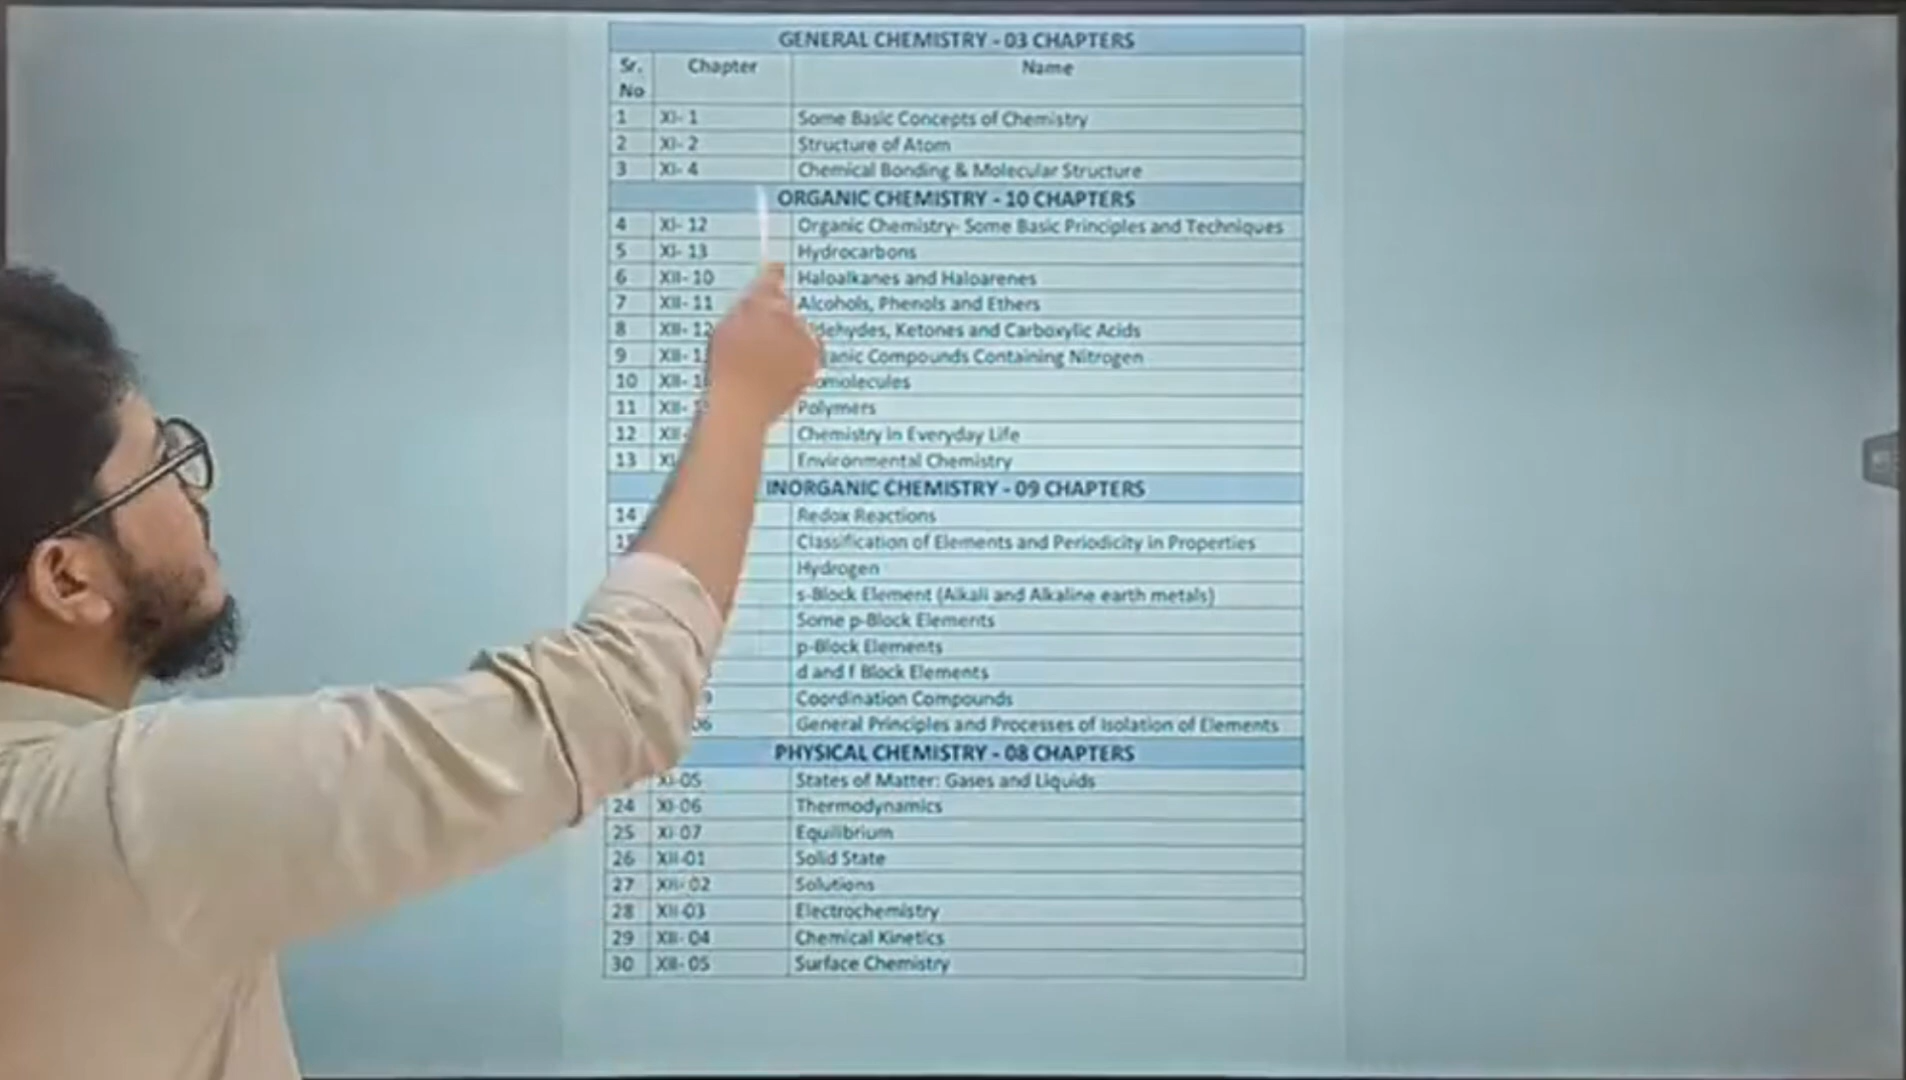 GENERAL CHEMISTRY - 03 CHAPTERS
Sr. No Chapter Name
1 XI- 1 Some Basic Concepts of Chemistry
2 XI- 2 Structure of Atom
3 XI- 4 Chemical Bonding & Molecular Structure
ORGANIC CHEMISTRY - 10 CHAPTERS
4 XI- 12 Organic Chemistry- Some Basic Principles and Techniques
5 XI- 13 Hydrocarbons
6 XII- 10 Haloalkanes and Haloarenes
7 XII- 11 Alcohols, Phenols and Ethers
8 XII- 12 Ketones and Carboxylic Acids
9 Compounds Containing Nitrogen
10
11 Polymers
12 Chemistry in Everyday Life
13 Environmental Chemistry
INORGANIC CHEMISTRY - 09 CHAPTERS
14 Redox Reactions
Classification of Elements and Periodicity in Properties
Hydrogen
s-Block Element (Alkali and Alkaline earth metals)
Some p-Block Elements
p-Block Elements
d and f Block Elements
Coordination Compounds
General Principles and Processes of Isolation of Elements
PHYSICAL CHEMISTRY - 08 CHAPTERS
XI-05 States of Matter: Gases and Liquids
24 XI-06 Thermodynamics
25 XI-07 Equilibrium
26 XII-01 Solid State
27 XII- 02 Solutions
28 XII-03 Electrochemistry
29 XII- 04 Chemical Kinetics
30 XII- 05 Surface Chemistry